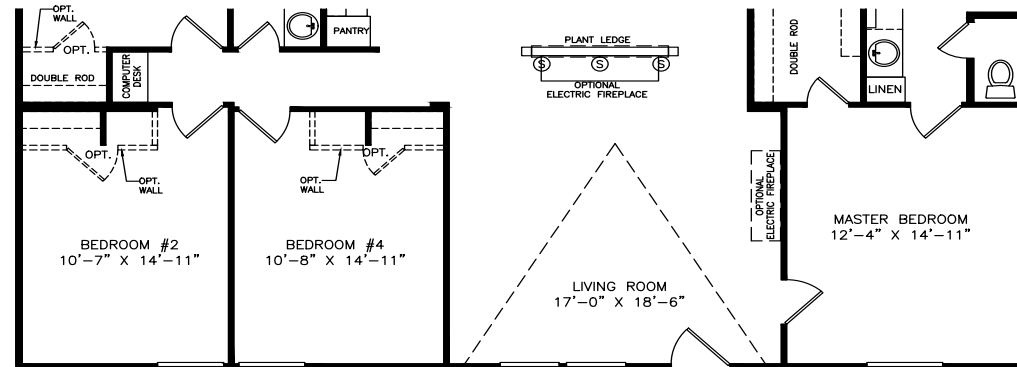 OPT.
WALL
OPT.
DOUBLE ROD
COMPUTER
DESK
PANTRY
PLANT LEDGE
S S S
OPTIONAL
ELECTRIC FIREPLACE
DOUBLE ROD
LINEN
OPT.
OPT.
WALL
OPT.
OPT.
WALL
OPTIONAL
ELECTRIC FIREPLACE
BEDROOM #2
10'-7" X 14'-11"
BEDROOM #4
10'-8" X 14'-11"
LIVING ROOM
17'-0" X 18'-6"
MASTER BEDROOM
12'-4" X 14'-11"